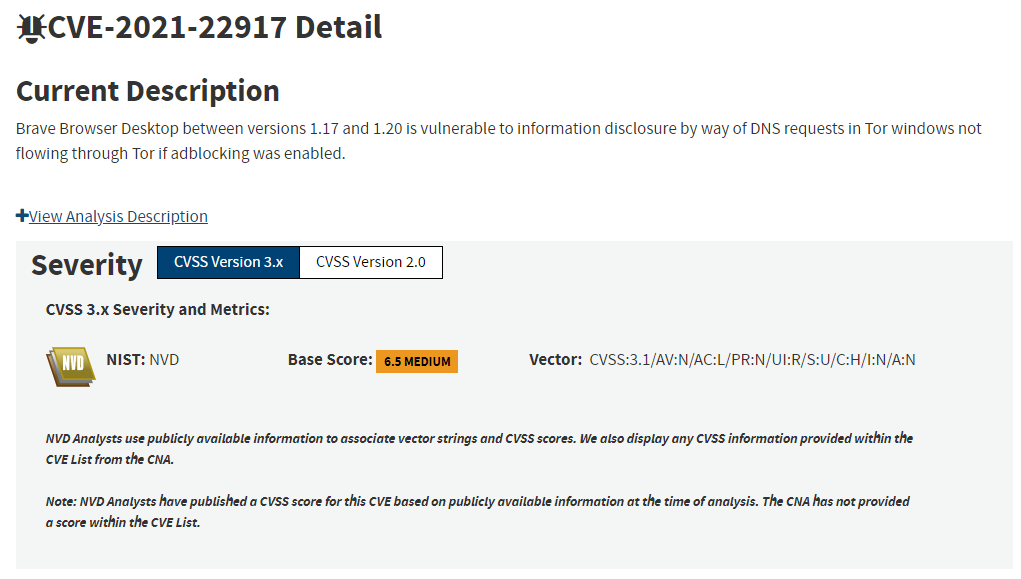 CVE-2021-22917 Detail
Current Description
Brave Browser Desktop between versions 1.17 and 1.20 is vulnerable to information disclosure by way of DNS requests in Tor windows not
flowing through Tor if adblocking was enabled.
View Analysis Description
Severity CVSS Version 3.x CVSS Version 2.0
CVSS 3.x Severity and Metrics:
NVD NIST: NVD Base Score: 6.5 MEDIUM Vector: CVSS:3.1/AV:N/AC:L/PR:N/UI:R/S:U/C:H/I:N/A:N
NVD Analysts use publicly available information to associate vector strings and CVSS scores. We also display any CVSS information provided within the
CVE List from the CNA.
Note: NVD Analysts have published a CVSS score for this CVE based on publicly available information at the time of analysis. The CNA has not provided
a score within the CVE List.